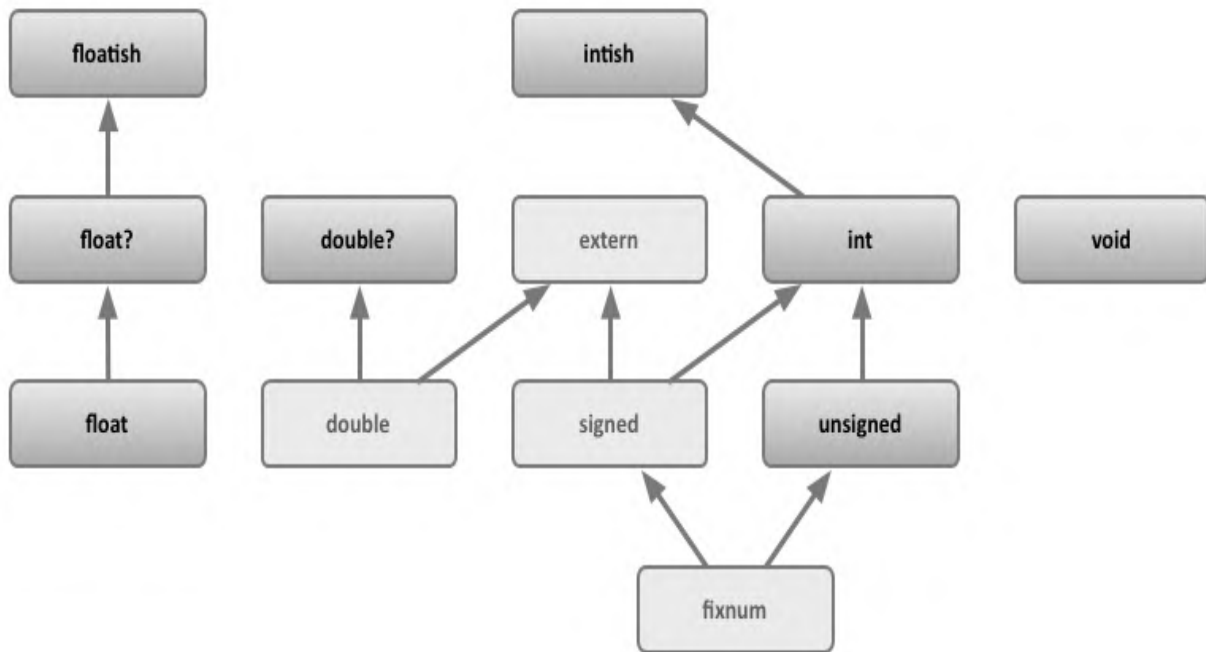 floatish
intish
float?
double?
extern
int
void
float
double
signed
unsigned
fixnum